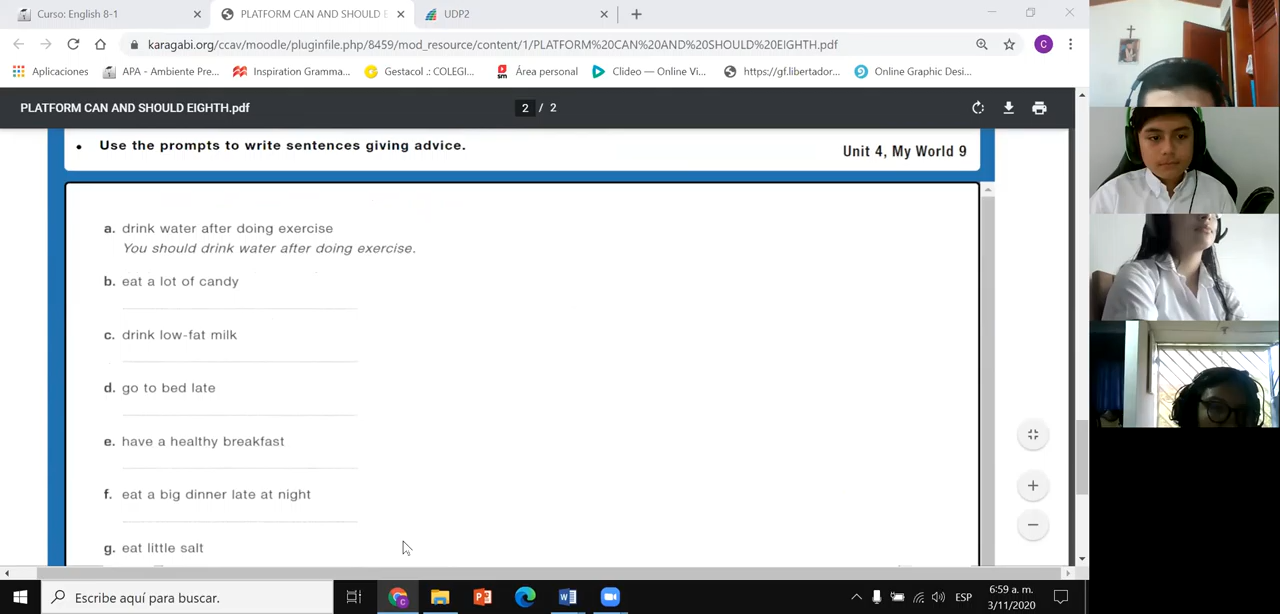 Curso: English 8-1
PLATFORM CAN AND SHOULD E
UDP2
karagabi.org/ccav/moodle/pluginfile.php/8459/mod_resource/content/1/PLATFORM%20CAN%20AND%20SHOULD%20EIGHTH.pdf
C
Aplicaciones
APA - Ambiente Pre...
Inspiration Gramma...
Gestacol .: COLEGI...
Área personal
Clideo — Online Vi...
https://gf.libertador...
Online Graphic Desi...
PLATFORM CAN AND SHOULD EIGHTH.pdf
2 / 2
• Use the prompts to write sentences giving advice.
Unit 4, My World 9
a. drink water after doing exercise
You should drink water after doing exercise.
b. eat a lot of candy
c. drink low-fat milk
d. go to bed late
e. have a healthy breakfast
f. eat a big dinner late at night
g. eat little salt
Escribe aquí para buscar.
ESP
6:59 a. m.
3/11/2020